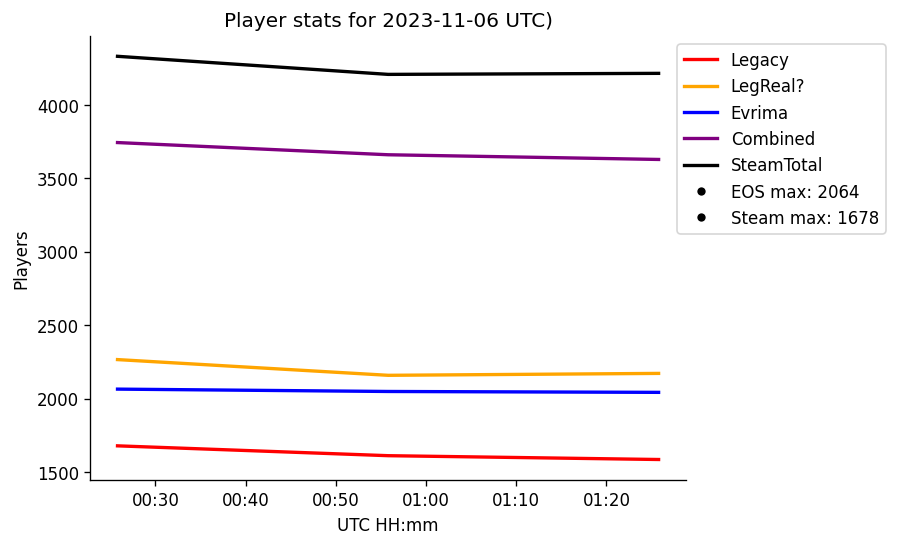 Player stats for 2023-11-06 UTC)
Legacy
LegReal?
Evrima
Combined
SteamTotal
EOS max: 2064
Steam max: 1678
Players
4000
3500
3000
2500
2000
1500
00:30 00:40 00:50 01:00 01:10 01:20
UTC HH:mm